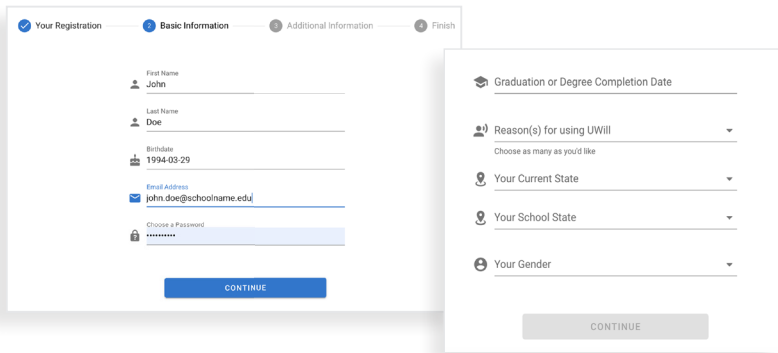 Your Registration 2 Basic Information 3 Additional Information 4 Finish
First Name
John
Last Name
Doe
Birthdate
1994-03-29
Email Address
john.doe@schoolname.edu
Choose a Password
••••••••••
CONTINUE
Graduation or Degree Completion Date
Reason(s) for using UWill
Choose as many as you'd like
Your Current State
Your School State
Your Gender
CONTINUE